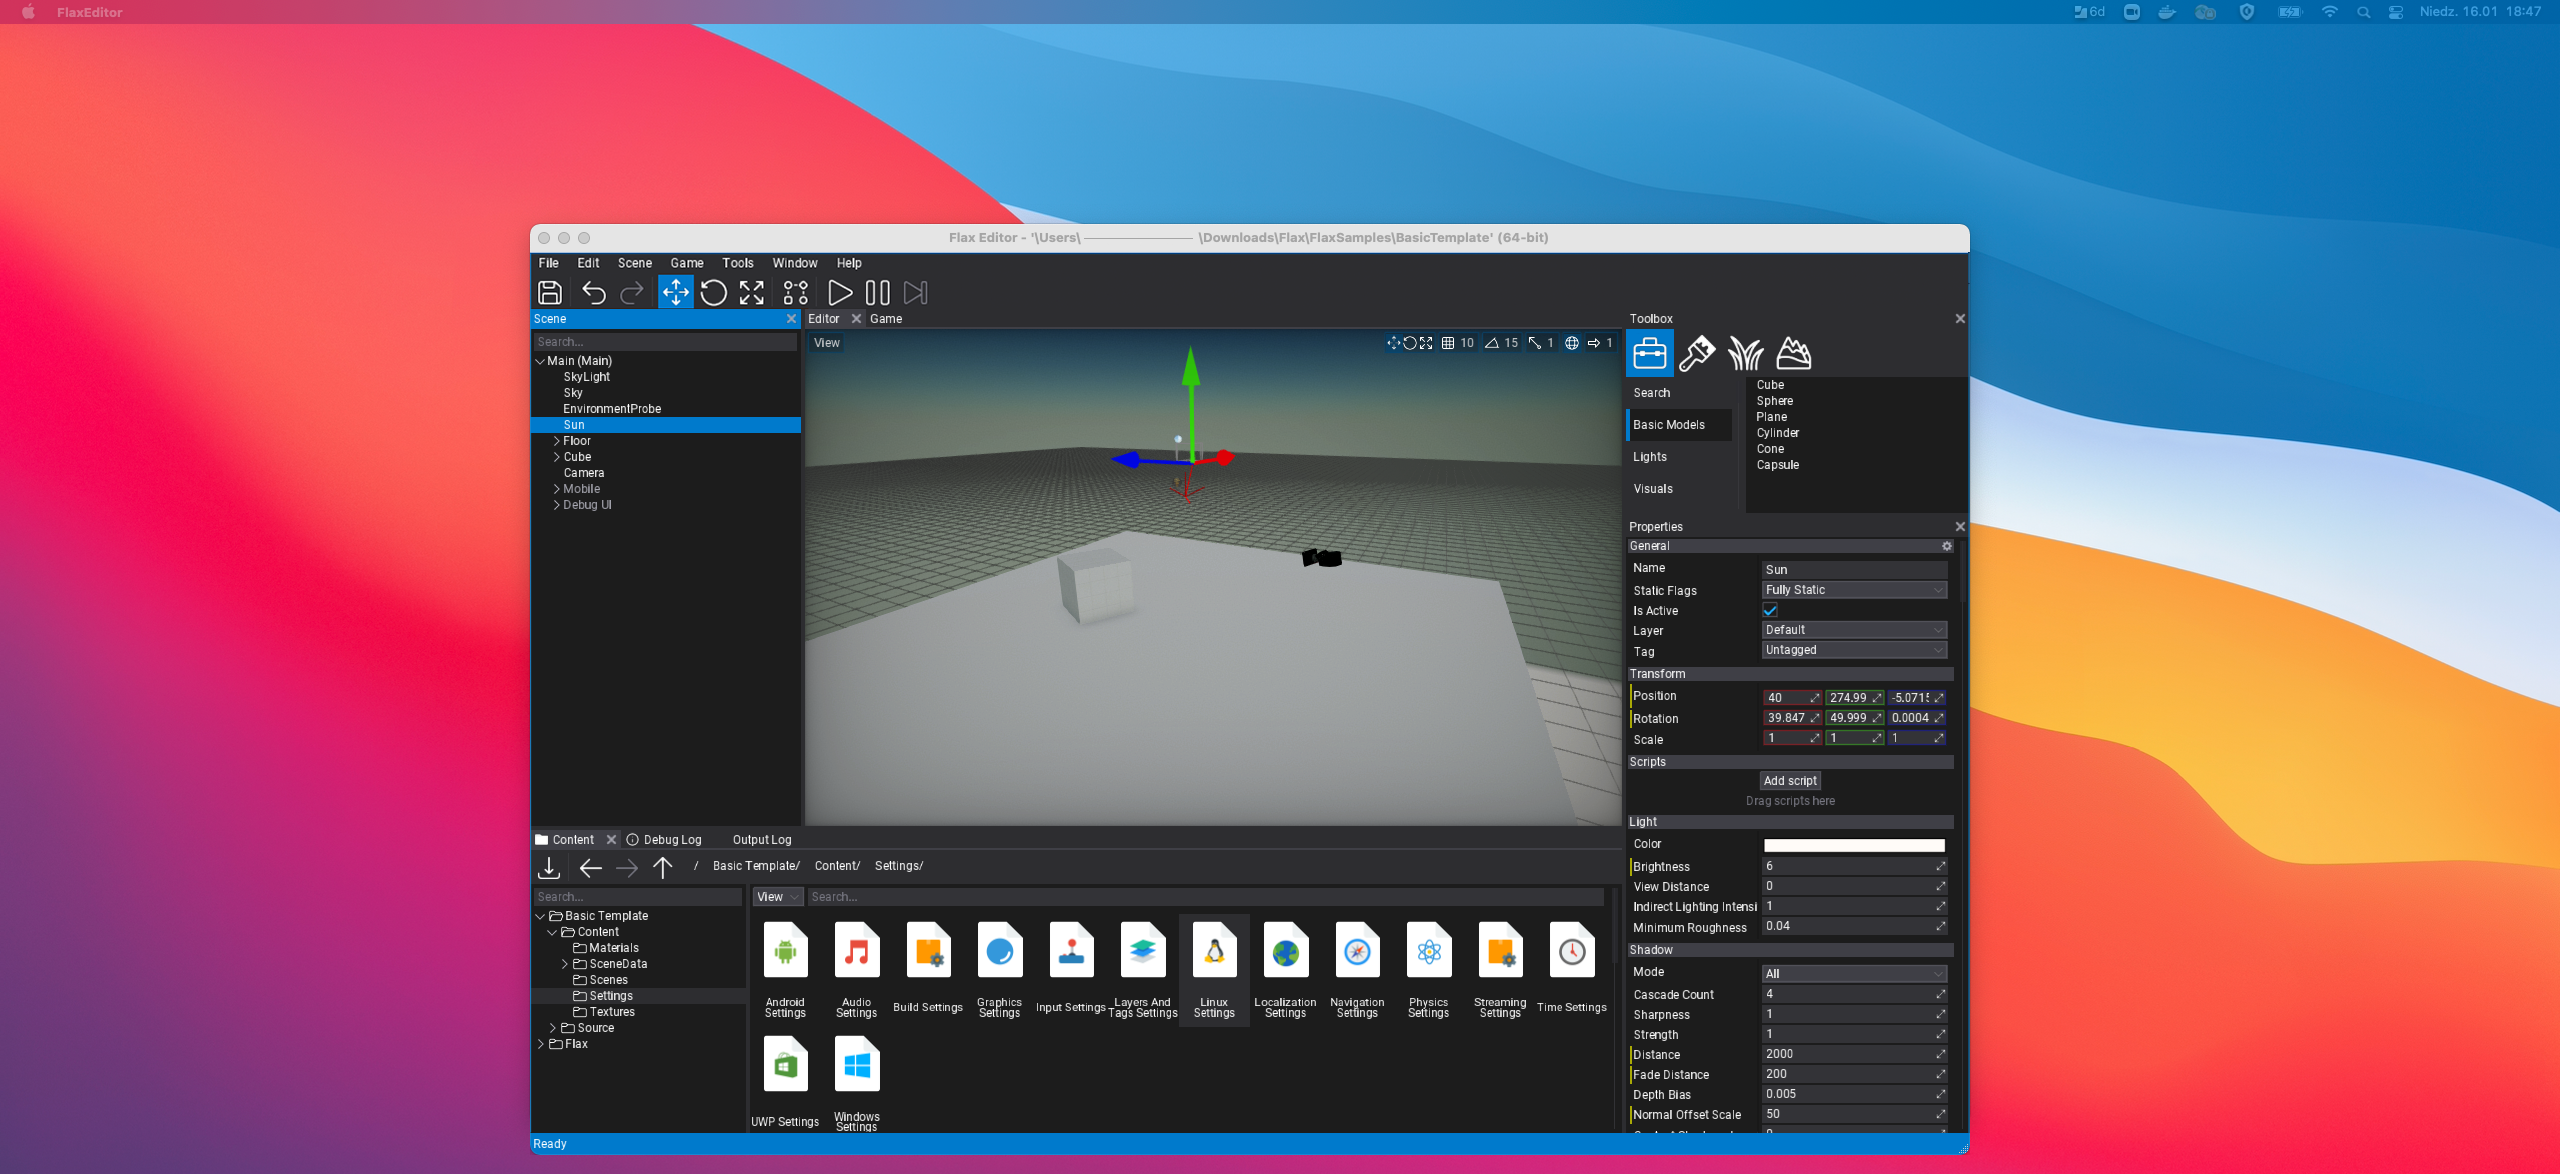 FlaxEditor
6d
Niedz. 16.01 18:47
Flax Editor - '\Users\ \Downloads\Flax\FlaxSamples\BasicTemplate' (64-bit)
File Edit Scene Game Tools Window Help
Scene
Search...
Main (Main)
SkyLight
Sky
EnvironmentProbe
Sun
Floor
Cube
Camera
Mobile
Debug UI
Editor Game
View
10 15 1 1
Toolbox
Search
Basic Models
Lights
Visuals
Cube
Sphere
Plane
Cylinder
Cone
Capsule
Properties
General
Name Sun
Static Flags Fully Static
Is Active
Layer Default
Tag Untagged
Transform
Position 40 274.99
Rotation 39.847 49.999 0.0004
Scale 1 1 1
Scripts
Add script
Drag scripts here
Light
Color
Brightness 6
View Distance 0
Indirect Lighting Intensi 1
Minimum Roughness 0.04
Shadow
Mode All
Cascade Count 4
Sharpness 1
Strength 1
Distance 2000
Fade Distance 200
Depth Bias 0.005
Normal Offset Scale 50
Content Debug Log Output Log
/ Basic Template/ Content/ Settings/
Search...
Basic Template
Content
Materials
SceneData
Scenes
Settings
Textures
Source
Flax
View Search...
Android Settings
Audio Settings
Build Settings
Graphics Settings
Input Settings
Layers And Tags Settings
Linux Settings
Localization Settings
Navigation Settings
Physics Settings
Streaming Settings
Time Settings
UWP Settings
Windows Settings
Ready